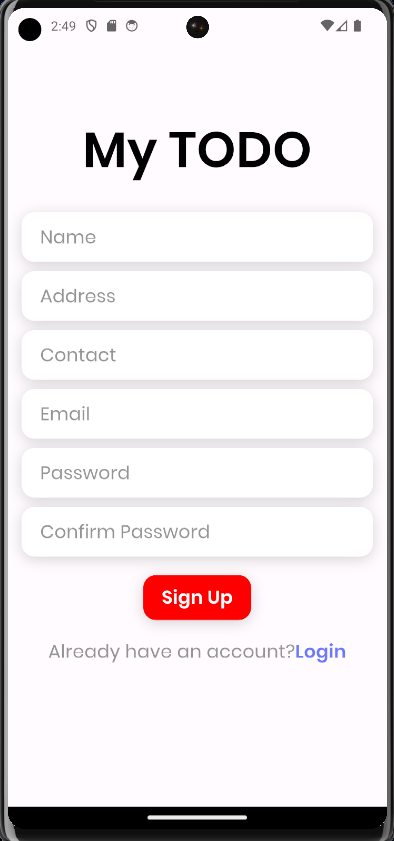 2:49
My TODO
Name
Address
Contact
Email
Password
Confirm Password
Sign Up
Already have an account?Login